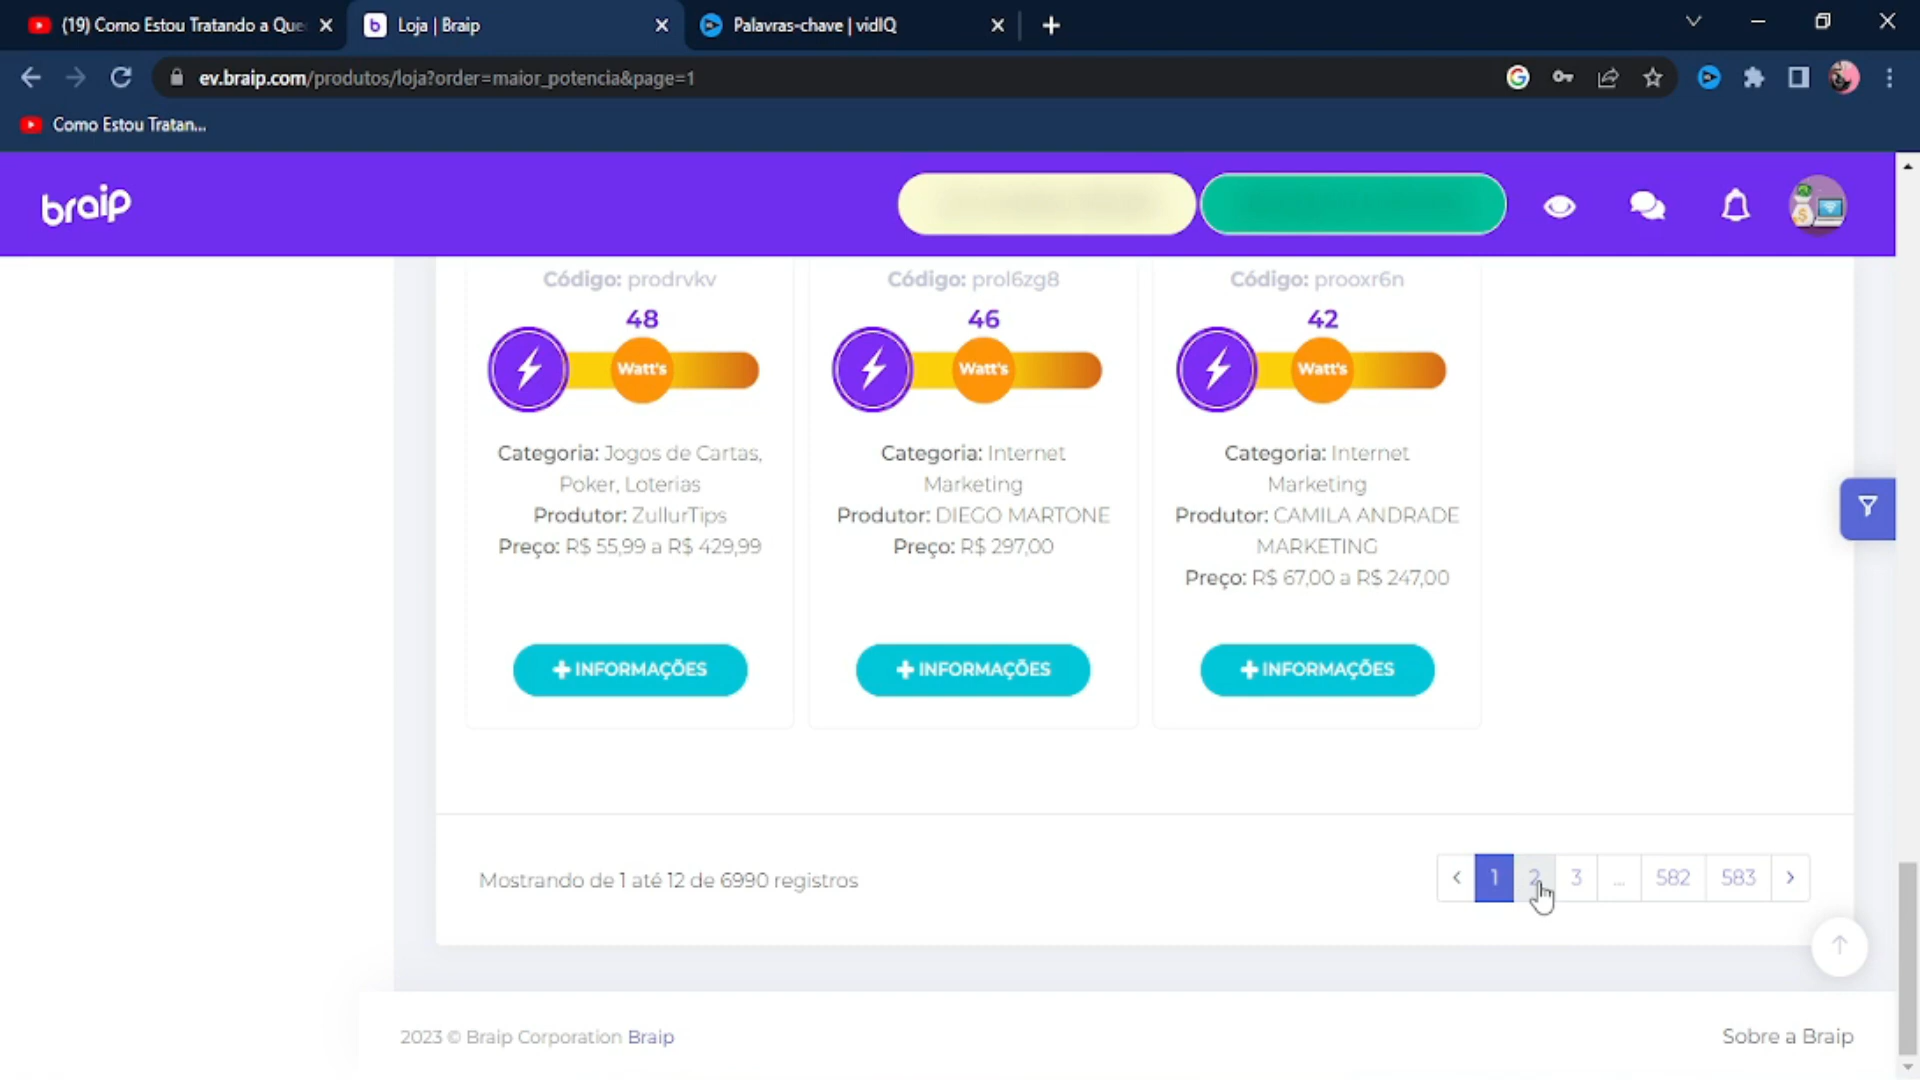 (19) Como Estou Tratando a Que
Loja | Braip
Palavras-chave | vidIQ
ev.braip.com/produtos/loja?order=maior_potencia&page=1
Como Estou Tratan...
braip
Código: prodrvkv
48
Watt's
Categoria: Jogos de Cartas,
Poker, Loterias
Produtor: ZullurTips
Preço: R$ 55,99 a R$ 429,99
+ INFORMAÇÕES
Código: prol6zg8
46
Watt's
Categoria: Internet
Marketing
Produtor: DIEGO MARTONE
Preço: R$ 297,00
+ INFORMAÇÕES
Código: prooxr6n
42
Watt's
Categoria: Internet
Marketing
Produtor: CAMILA ANDRADE
MARKETING
Preço: R$ 67,00 a R$ 247,00
+ INFORMAÇÕES
Mostrando de 1 até 12 de 6990 registros
‹ 1 2 3 ... 582 583 ›
2023 © Braip Corporation Braip
Sobre a Braip